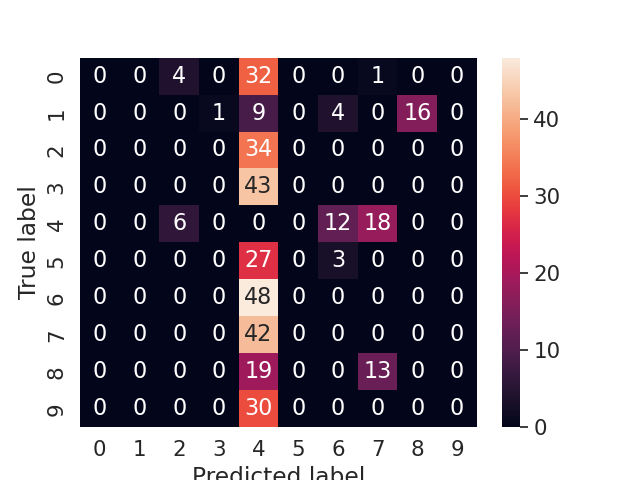 0 0 0 4 0 32 0 0 1 0 0
1 0 0 0 1 9 0 4 0 16 0
2 0 0 0 0 34 0 0 0 0 0
3 0 0 0 0 43 0 0 0 0 0
4 0 0 6 0 0 0 12 18 0 0
5 0 0 0 0 27 0 3 0 0 0
6 0 0 0 0 48 0 0 0 0 0
7 0 0 0 0 42 0 0 0 0 0
8 0 0 0 0 19 0 0 13 0 0
9 0 0 0 0 30 0 0 0 0 0
0 1 2 3 4 5 6 7 8 9
True label
Predicted label
40
30
20
10
0